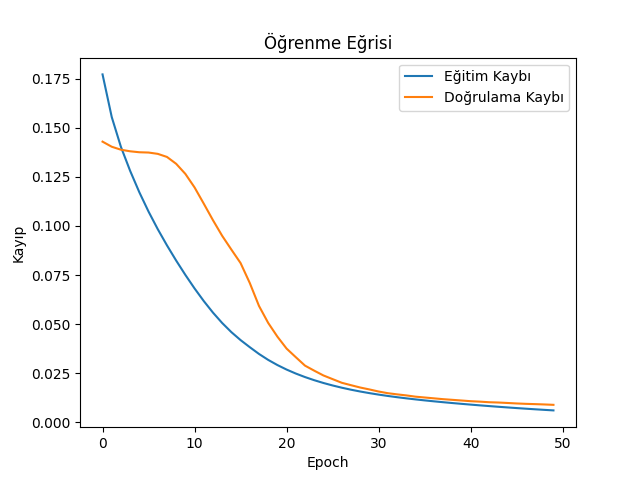 Öğrenme Eğrisi
Eğitim Kaybı
Doğrulama Kaybı
0.175
0.150
0.125
0.100
0.075
0.050
0.025
0.000
Kayıp
0 10 20 30 40 50
Epoch